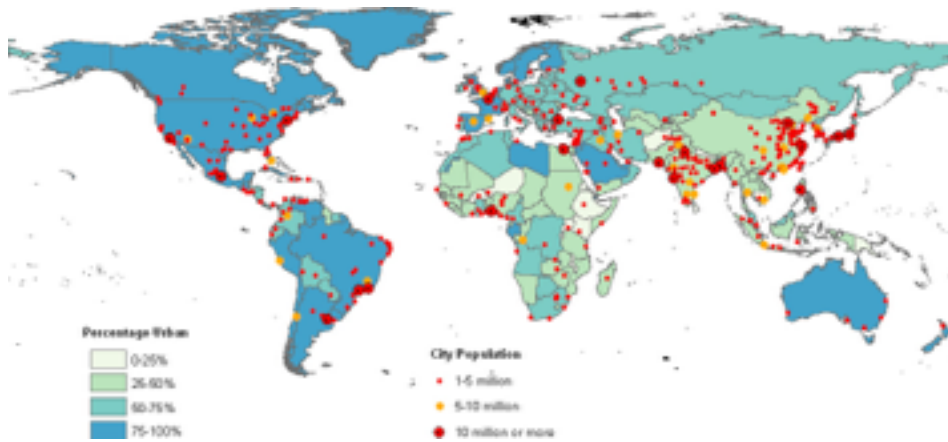 Percentage Urban
0-25%
25-50%
50-75%
75-100%
City Population
1-5 million
5-10 million
10 million or more